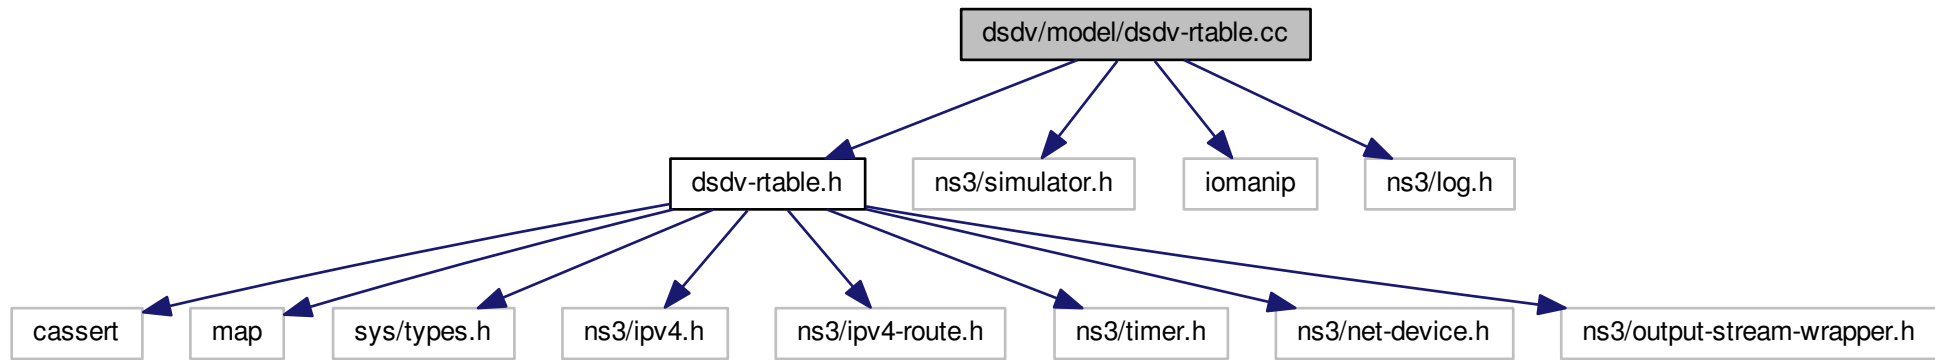 dsdv/model/dsdv-rtable.cc
dsdv-rtable.h
ns3/simulator.h
iomanip
ns3/log.h
cassert
map
sys/types.h
ns3/ipv4.h
ns3/ipv4-route.h
ns3/timer.h
ns3/net-device.h
ns3/output-stream-wrapper.h